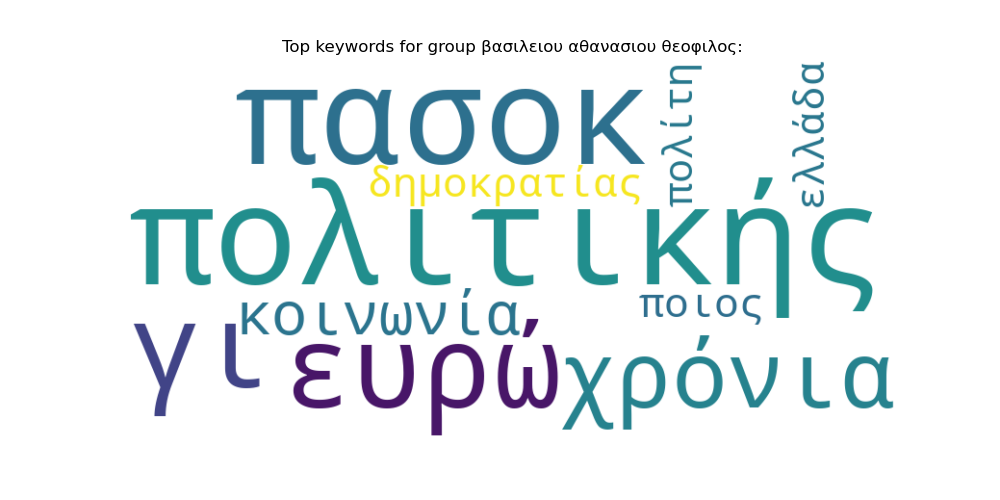 Top keywords for group βασιλειου αθανασιου θεοφιλος:
πασοκ
πολίτη
ελλάδα
δημοκρατίας
πολιτικής
κοινωνία
ποιος
γι
ευρώ
χρόνια